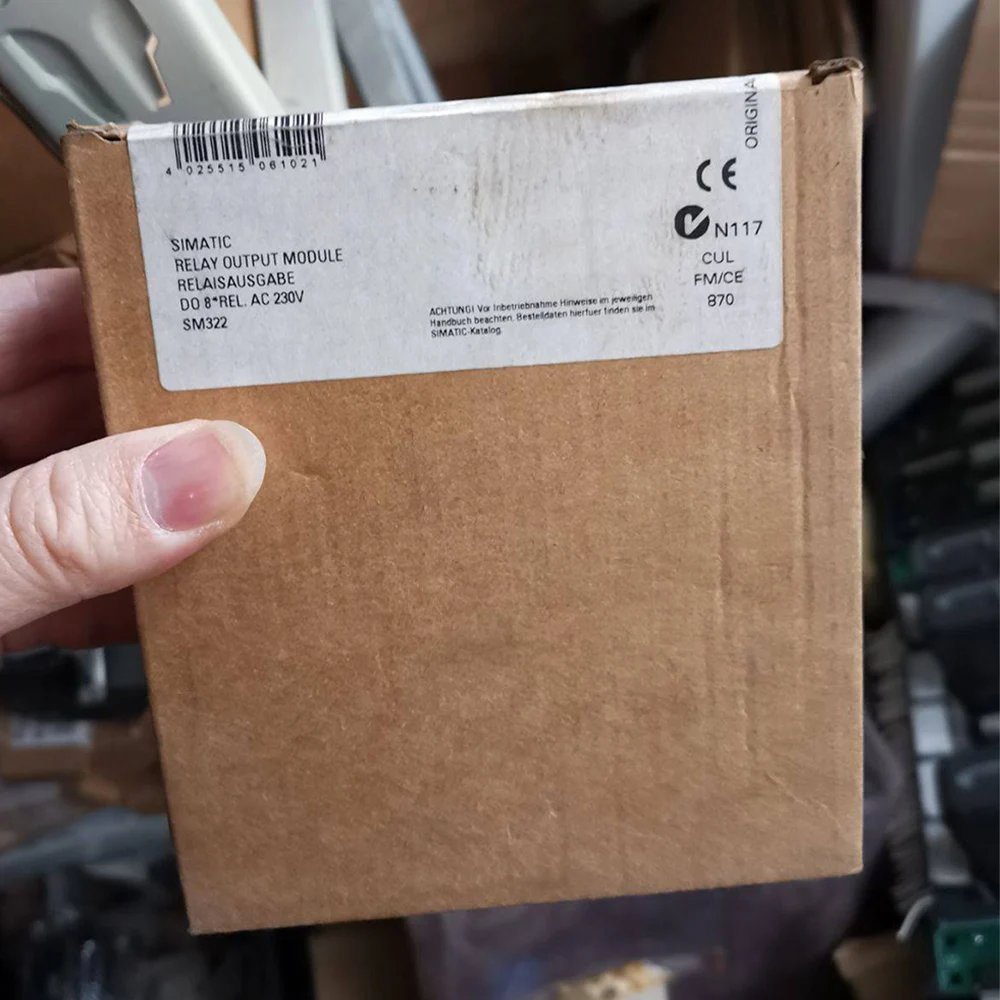 4 025515 061021
SIMATIC
RELAY OUTPUT MODULE
RELAISAUSGABE
DO 8*REL. AC 230V
SM322
ACHTUNG! Vor Inbetriebnahme Hinweise im jeweiligen
Handbuch beachten. Bestelldaten hierfuer finden sie im
SIMATIC-Katalog.
ORIGINA
CE
N117
CUL
FM/CE
870